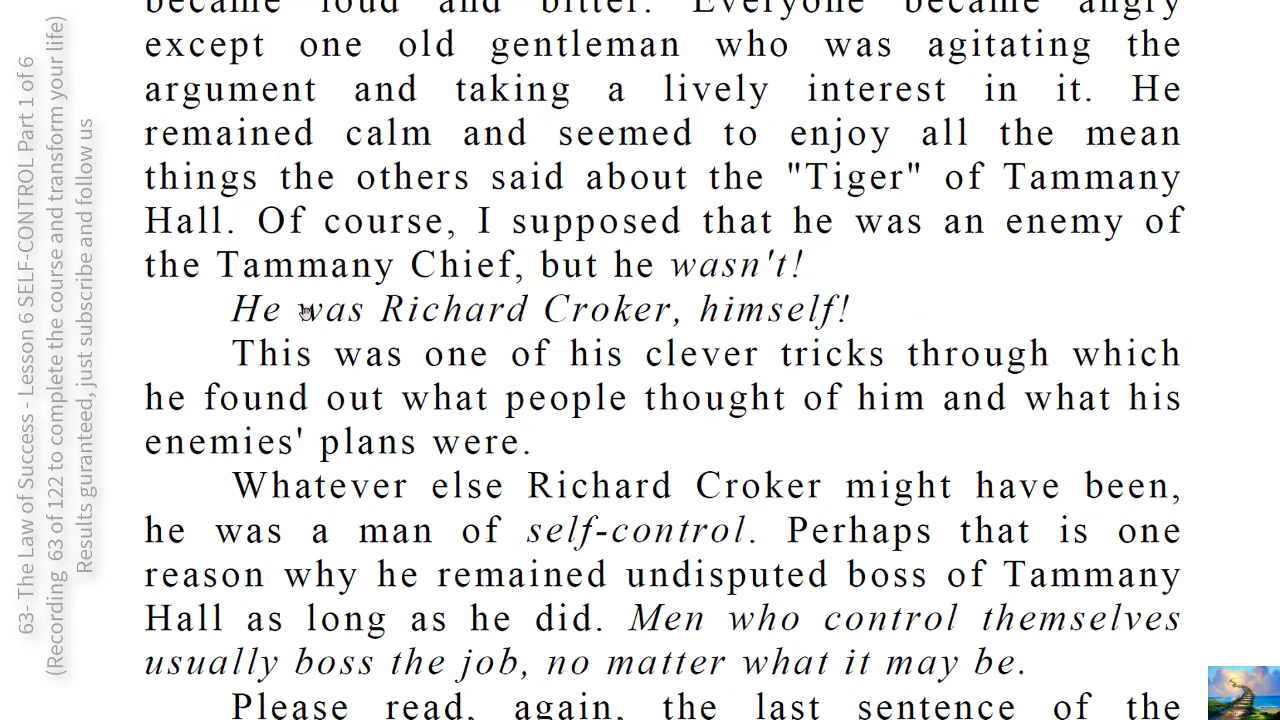 became loud and bitter. Everyone became angry
except one old gentleman who was agitating the
argument and taking a lively interest in it. He
remained calm and seemed to enjoy all the mean
things the others said about the "Tiger" of Tammany
Hall. Of course, I supposed that he was an enemy of
the Tammany Chief, but he wasn't!
He was Richard Croker, himself!
This was one of his clever tricks through which
he found out what people thought of him and what his
enemies' plans were.
Whatever else Richard Croker might have been,
he was a man of self-control. Perhaps that is one
reason why he remained undisputed boss of Tammany
Hall as long as he did. Men who control themselves
usually boss the job, no matter what it may be.
Please read, again, the last sentence of the
63- The Law of Success - Lesson 6 SELF-CONTROL Part 1 of 6
(Recording 63 of 122 to complete the course and transform your life)
Results guranteed, just subscribe and follow us